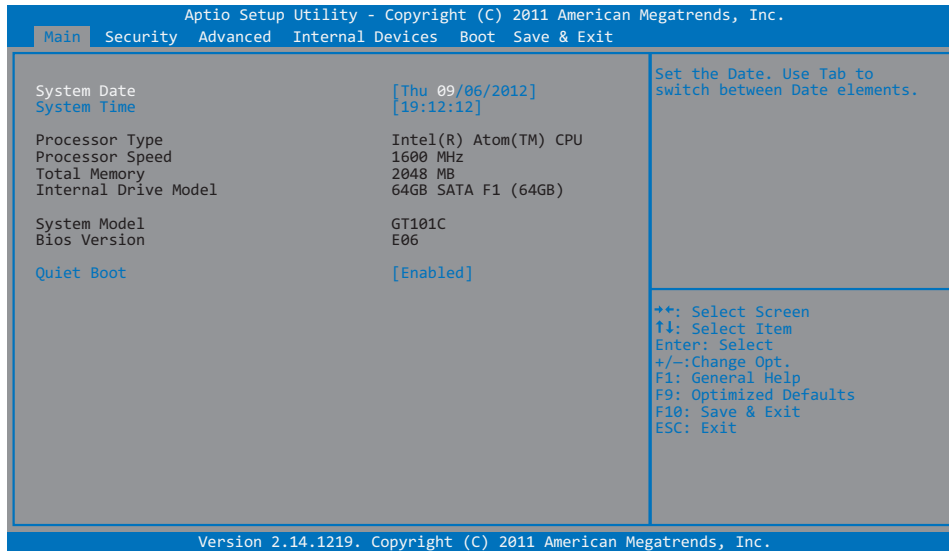 Aptio Setup Utility - Copyright (C) 2011 American Megatrends, Inc.
Main Security Advanced Internal Devices Boot Save & Exit
System Date [Thu 09/06/2012]
System Time [19:12:12]
Processor Type Intel(R) Atom(TM) CPU
Processor Speed 1600 MHz
Total Memory 2048 MB
Internal Drive Model 64GB SATA F1 (64GB)
System Model GT101C
Bios Version E06
Quiet Boot [Enabled]
Set the Date. Use Tab to
switch between Date elements.
→←: Select Screen
↑↓: Select Item
Enter: Select
+/–:Change Opt.
F1: General Help
F9: Optimized Defaults
F10: Save & Exit
ESC: Exit
Version 2.14.1219. Copyright (C) 2011 American Megatrends, Inc.